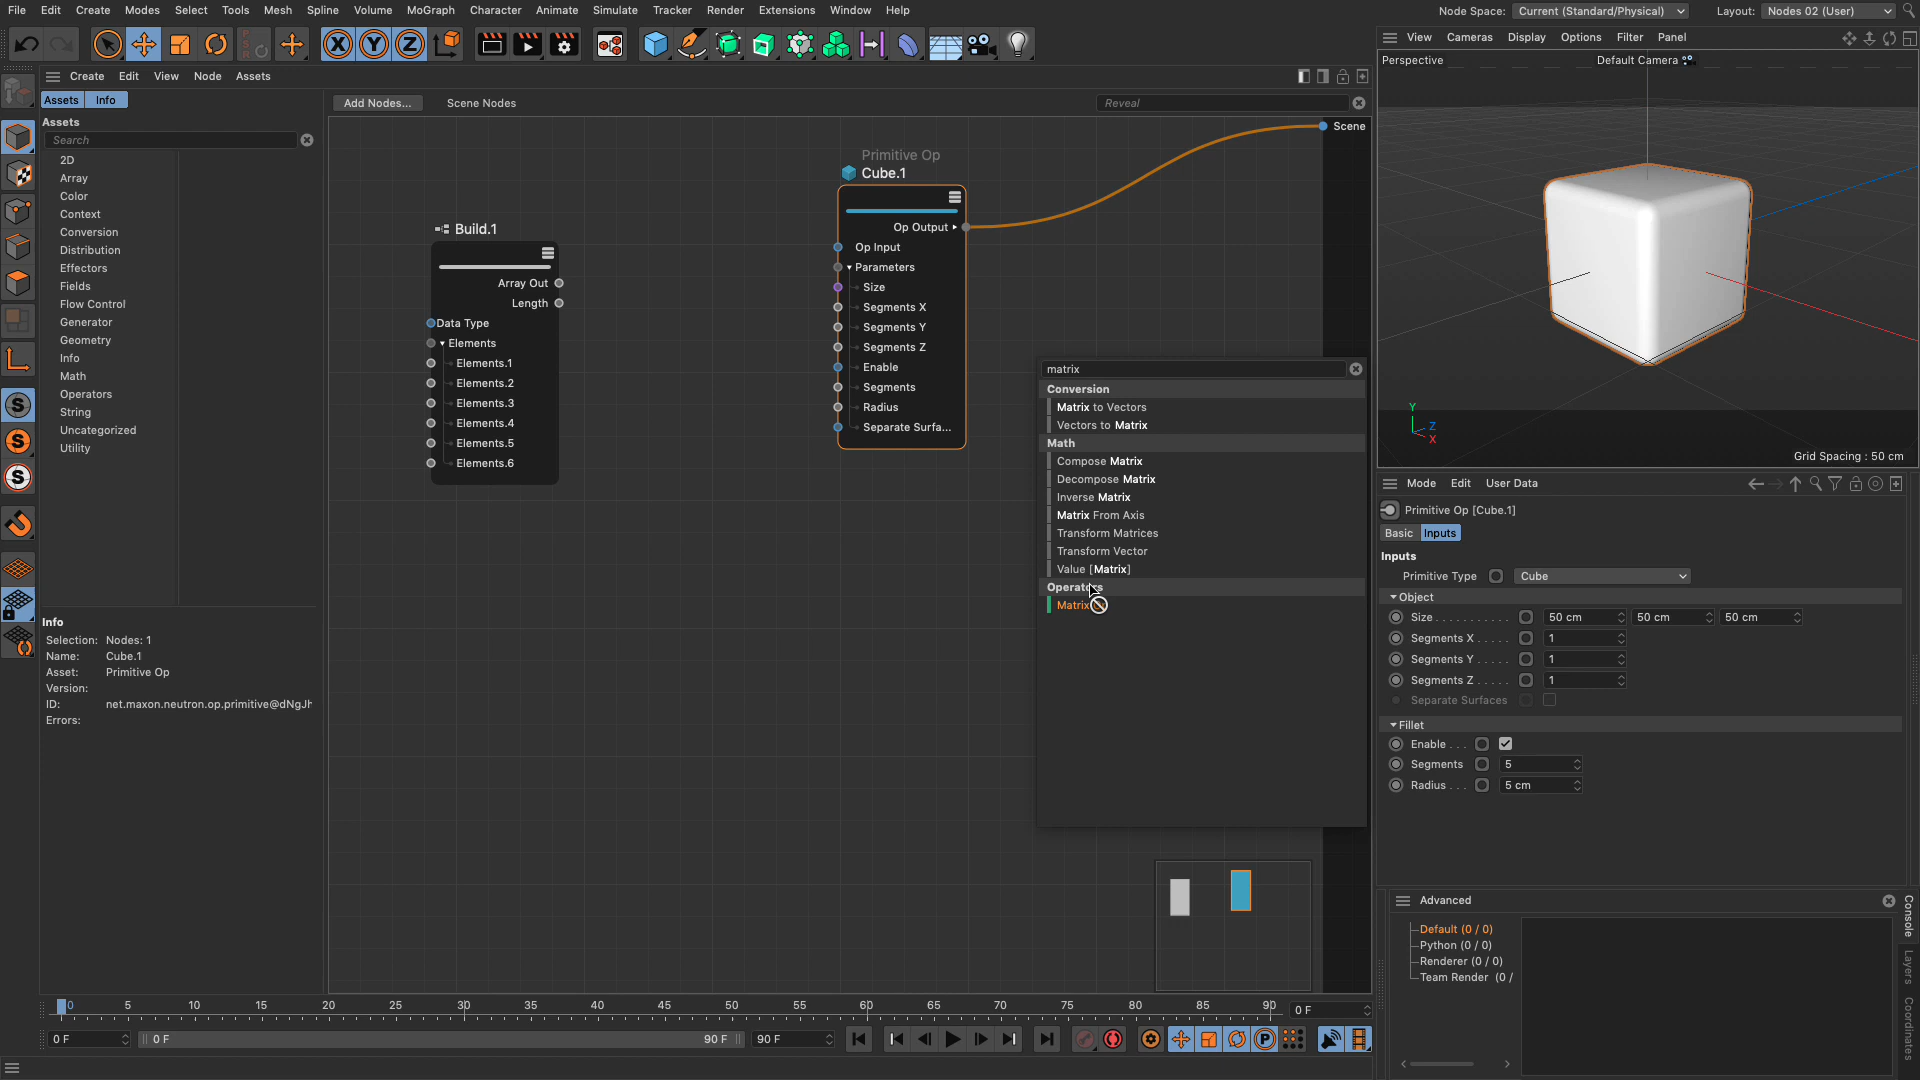 File Edit Create Modes Select Tools Mesh Spline Volume MoGraph Character Animate Simulate Tracker Render Extensions Window Help
Node Space: Current (Standard/Physical) Layout: Nodes 02 (User)
X Y Z
View Cameras Display Options Filter Panel
Create Edit View Node Assets
Perspective Default Camera
Assets Info
Add Nodes... Scene Nodes Reveal
Assets
Search
2D
Array
Color
Context
Conversion
Distribution
Effectors
Fields
Flow Control
Generator
Geometry
Info
Math
Operators
String
Uncategorized
Utility
Info
Selection: Nodes: 1
Name: Cube.1
Asset: Primitive Op
Version:
ID: net.maxon.neutron.op.primitive@dNgJh
Errors:
Scene
Build.1
Array Out
Length
Data Type
Elements
Elements.1
Elements.2
Elements.3
Elements.4
Elements.5
Elements.6
Primitive Op
Cube.1
Op Output
Op Input
Parameters
Size
Segments X
Segments Y
Segments Z
Enable
Segments
Radius
Separate Surfa...
matrix
Conversion
Matrix to Vectors
Vectors to Matrix
Math
Compose Matrix
Decompose Matrix
Inverse Matrix
Matrix From Axis
Transform Matrices
Transform Vector
Value [Matrix]
Operators
Matrix
Y
Z
X
Grid Spacing : 50 cm
Mode Edit User Data
Primitive Op [Cube.1]
Basic Inputs
Inputs
Primitive Type Cube
Object
Size . . . . . . . . . . . 50 cm 50 cm 50 cm
Segments X . . . . . 1
Segments Y . . . . . 1
Segments Z . . . . . 1
Separate Surfaces
Fillet
Enable . . . 
Segments 5
Radius . . . 5 cm
Advanced
Default (0 / 0)
Python (0 / 0)
Renderer (0 / 0)
Team Render (0 /
Console
Layers
Coordinates
0 5 10 15 20 25 30 35 40 45 50 55 60 65 70 75 80 85 90 0 F
0 F 0 F 90 F 90 F
P